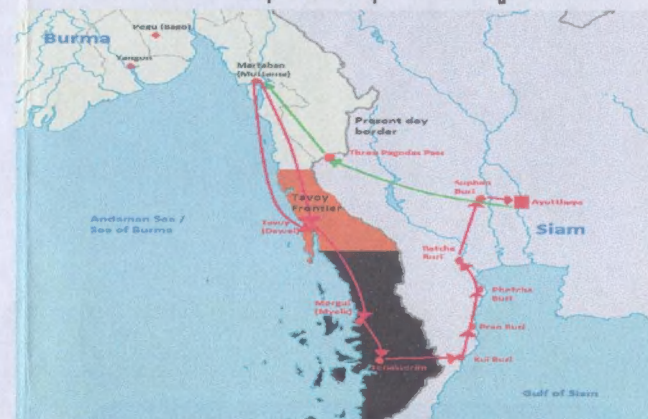 Pegu (Bago)
Burma
Yangon
Martaban
Present day
border
Three Pagodas Pass
Suphan
Buri
Ayutthaya
Tavoy
Frontier
Siam
Andaman Sea /
Sea of Burma
Tavoy
(Dawei)
Ratcha
Buri
Phetcha
Buri
Mergui
(Myeik)
Pran Buri
Kui Buri
Gulf of Siam